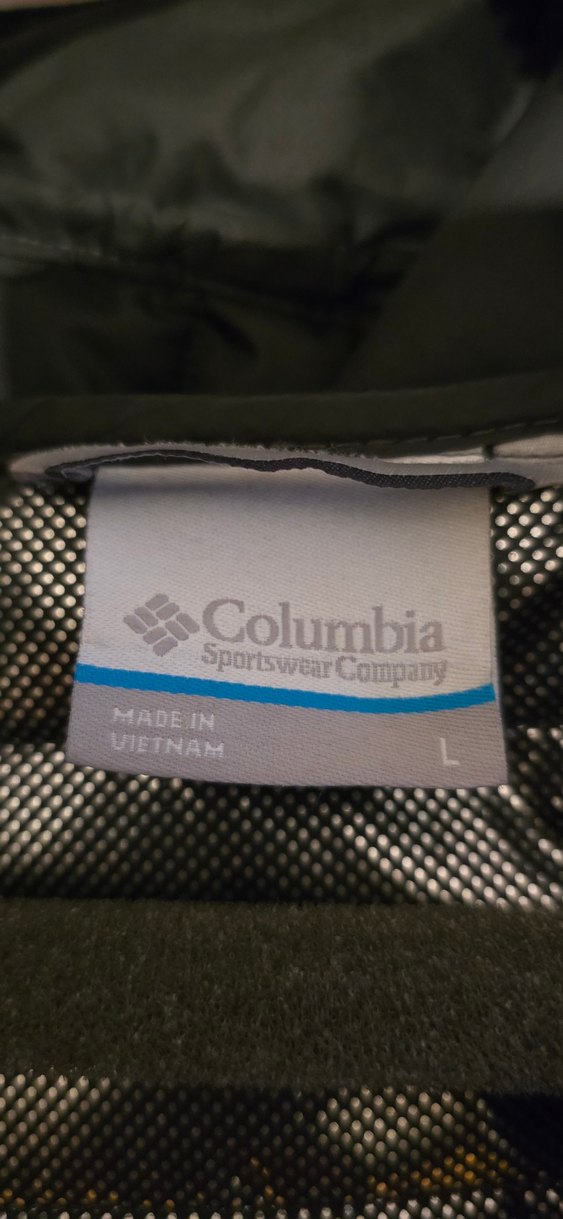 Columbia
Sportswear Company
MADE IN
VIETNAM
L